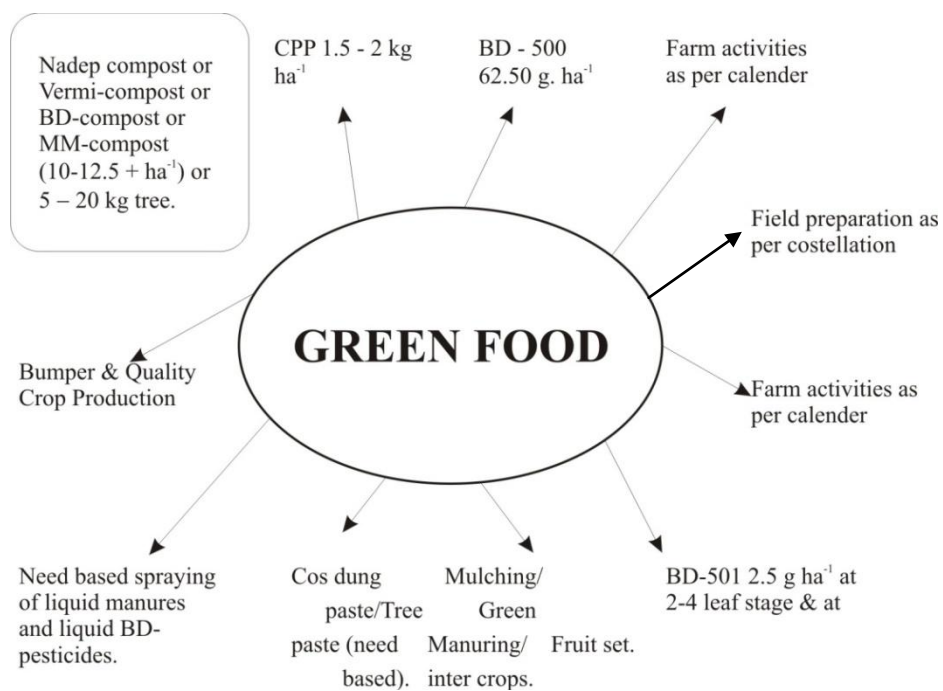 Nadep compost or
Vermi-compost or
BD-compost or
MM-compost
(10-12.5 + ha⁻¹) or
5 – 20 kg tree.
CPP 1.5 - 2 kg
ha⁻¹
BD - 500
62.50 g. ha⁻¹
Farm activities
as per calender
Field preparation as
per costellation
GREEN FOOD
Bumper & Quality
Crop Production
Farm activities as
per calender
Need based spraying
of liquid manures
and liquid BD-
pesticides.
Cos dung
paste/Tree
paste (need
based).
Mulching/
Green
Manuring/
inter crops.
BD-501 2.5 g ha⁻¹ at
2-4 leaf stage & at
Fruit set.